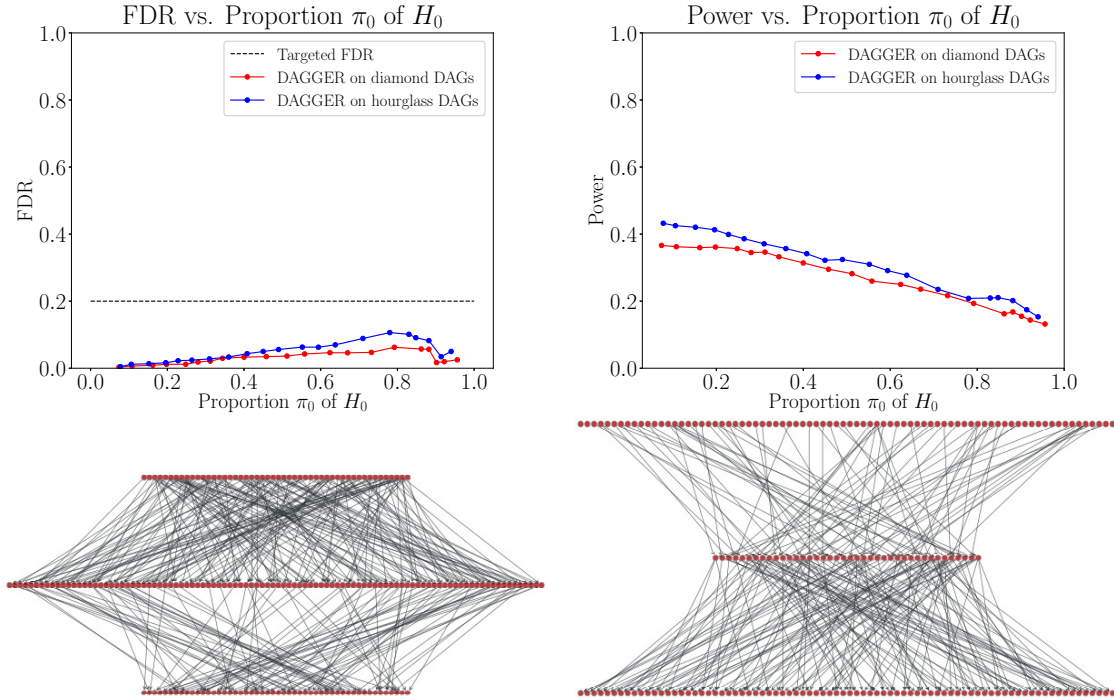 FDR vs. Proportion π₀ of H₀
1.0
0.8
0.6
0.4
0.2
0.0
FDR
Targeted FDR
DAGGER on diamond DAGs
DAGGER on hourglass DAGs
0.0 0.2 0.4 0.6 0.8 1.0
Proportion π₀ of H₀
Power vs. Proportion π₀ of H₀
1.0
0.8
0.6
0.4
0.2
0.0
Power
DAGGER on diamond DAGs
DAGGER on hourglass DAGs
0.2 0.4 0.6 0.8 1.0
Proportion π₀ of H₀